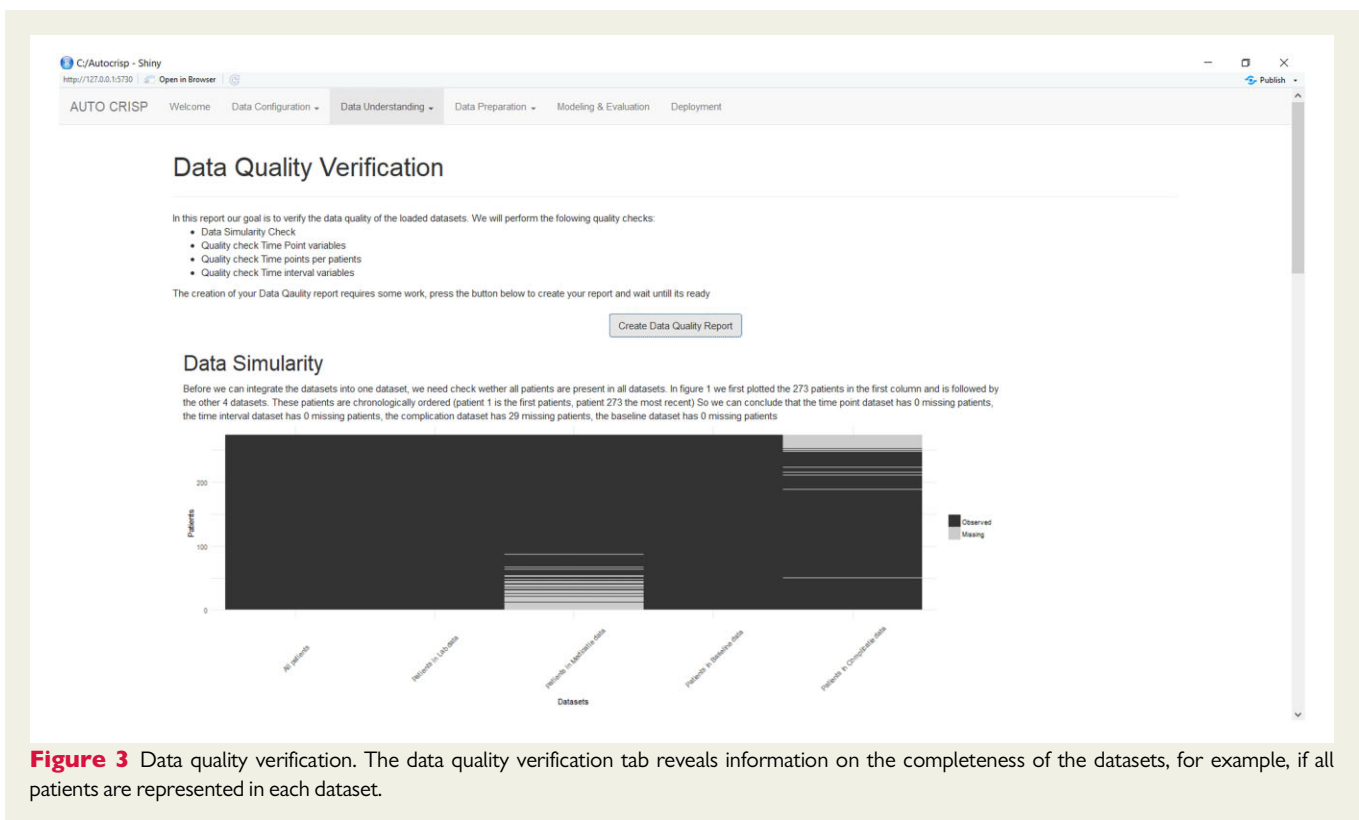 C:/Autocrisp - Shiny
http://127.0.0.1:5730 Open in Browser
Publish
AUTO CRISP Welcome Data Configuration Data Understanding Data Preparation Modeling & Evaluation Deployment
Data Quality Verification
In this report our goal is to verify the data quality of the loaded datasets. We will perform the folowing quality checks:
• Data Simularity Check
• Quality check Time Point variables
• Quality check Time points per patients
• Quality check Time interval variables
The creation of your Data Qaulity report requires some work, press the button below to create your report and wait untill its ready
Create Data Quality Report
Data Simularity
Before we can integrate the datasets into one dataset, we need check wether all patients are present in all datasets. In figure 1 we first plotted the 273 patients in the first column and is followed by
the other 4 datasets. These patients are chronologically ordered (patient 1 is the first patients, patient 273 the most recent) So we can conclude that the time point dataset has 0 missing patients,
the time interval dataset has 0 missing patients, the complication dataset has 29 missing patients, the baseline dataset has 0 missing patients
200
100
0
Patients
Observed
Missing
All patients
Patients in Lab data
Patients in Medicatie data
Patients in Baseline data
Patients in Chmplicatie data
Datasets
Figure 3 Data quality verification. The data quality verification tab reveals information on the completeness of the datasets, for example, if all
patients are represented in each dataset.